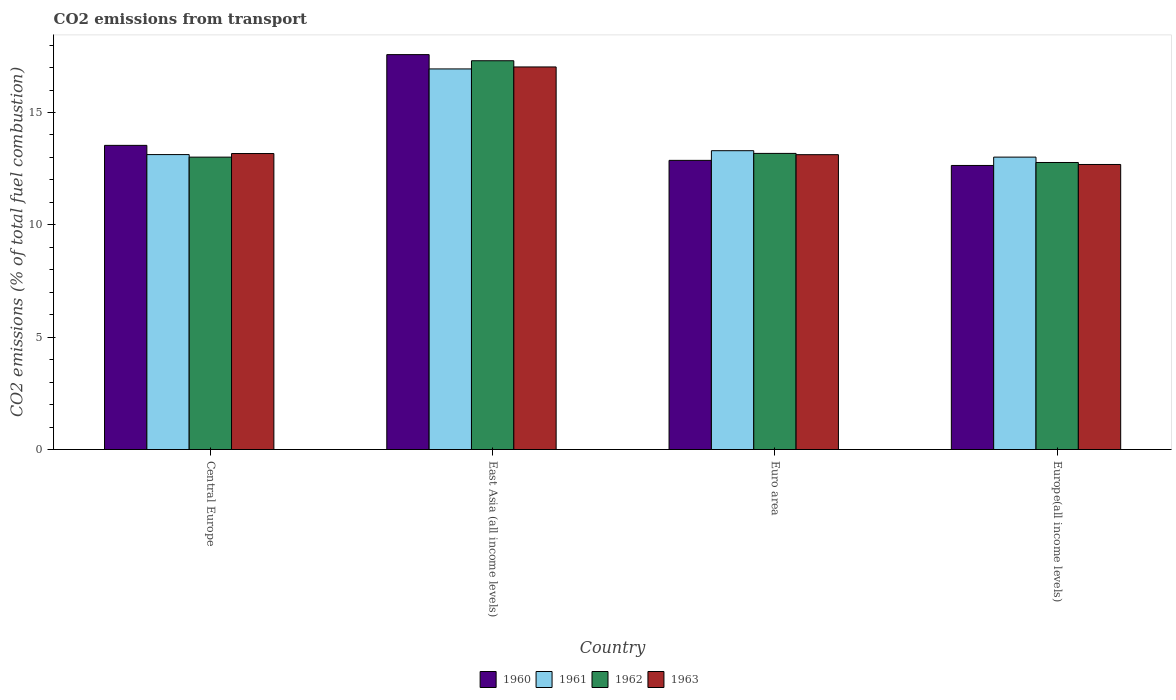 CO2 emissions from transport
CO2 emissions (% of total fuel combustion)
15
10
5
0
Central Europe
East Asia (all income levels)
Euro area
Europe(all income levels)
Country
1960
1961
1962
1963